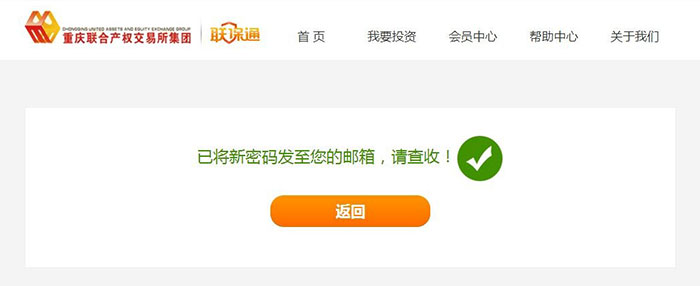 CHONGQING UNITED ASSETS AND EQUITY EXCHANGE GROUP
重庆联合产权交易所集团
联保通
首 页
我要投资
会员中心
帮助中心
关于我们
已将新密码发至您的邮箱，请查收！
返回